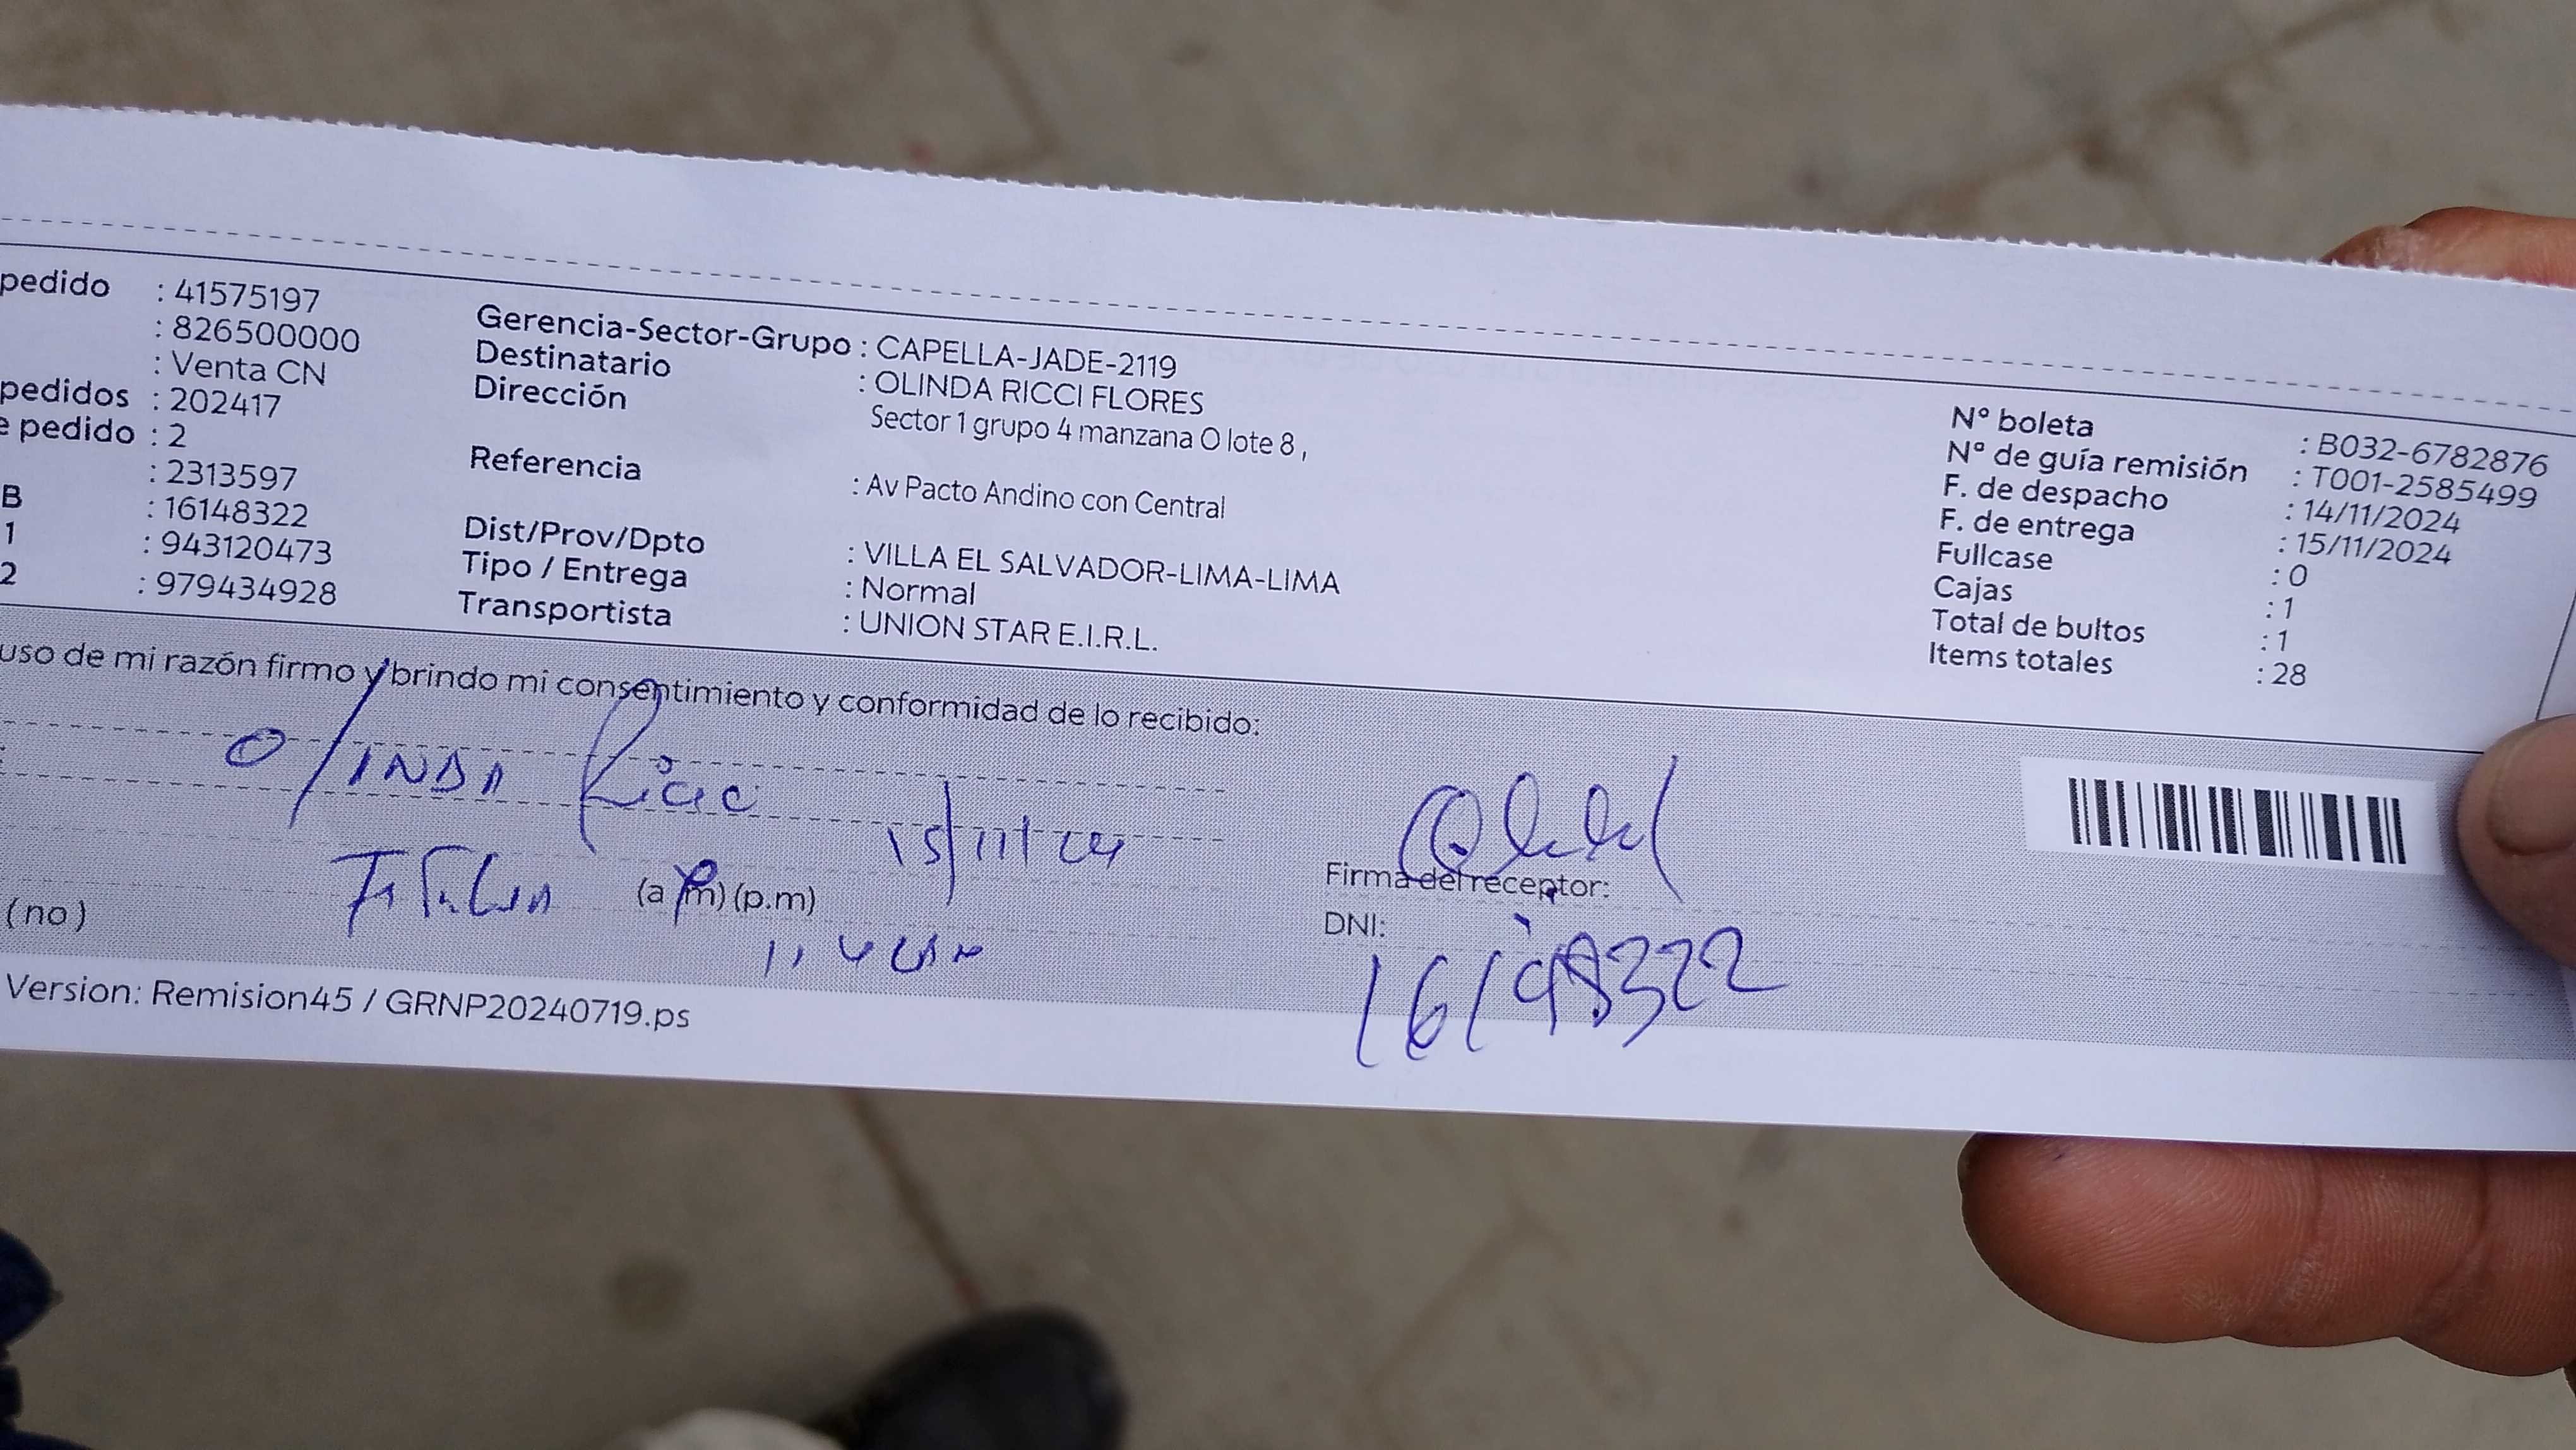 pedido : 41575197
: 826500000
: Venta CN
pedidos : 202417
e pedido : 2
: 2313597
B : 16148322
1 : 943120473
2 : 979434928
Gerencia-Sector-Grupo : CAPELLA-JADE-2119
Destinatario : OLINDA RICCI FLORES
Dirección Sector 1 grupo 4 manzana O lote 8 ,
Referencia : Av Pacto Andino con Central
Dist/Prov/Dpto : VILLA EL SALVADOR-LIMA-LIMA
Tipo / Entrega : Normal
Transportista : UNION STAR E.I.R.L.
N° boleta : B032-6782876
N° de guía remisión : T001-2585499
F. de despacho : 14/11/2024
F. de entrega : 15/11/2024
Fullcase : 0
Cajas : 1
Total de bultos : 1
Items totales : 28
uso de mi razón firmo y brindo mi consentimiento y conformidad de lo recibido:
OlINDA
15/11/24
(a.m) (p.m)
(no)
Firma del receptor:
DNI:
16148322
Version: Remision45 / GRNP20240719.ps